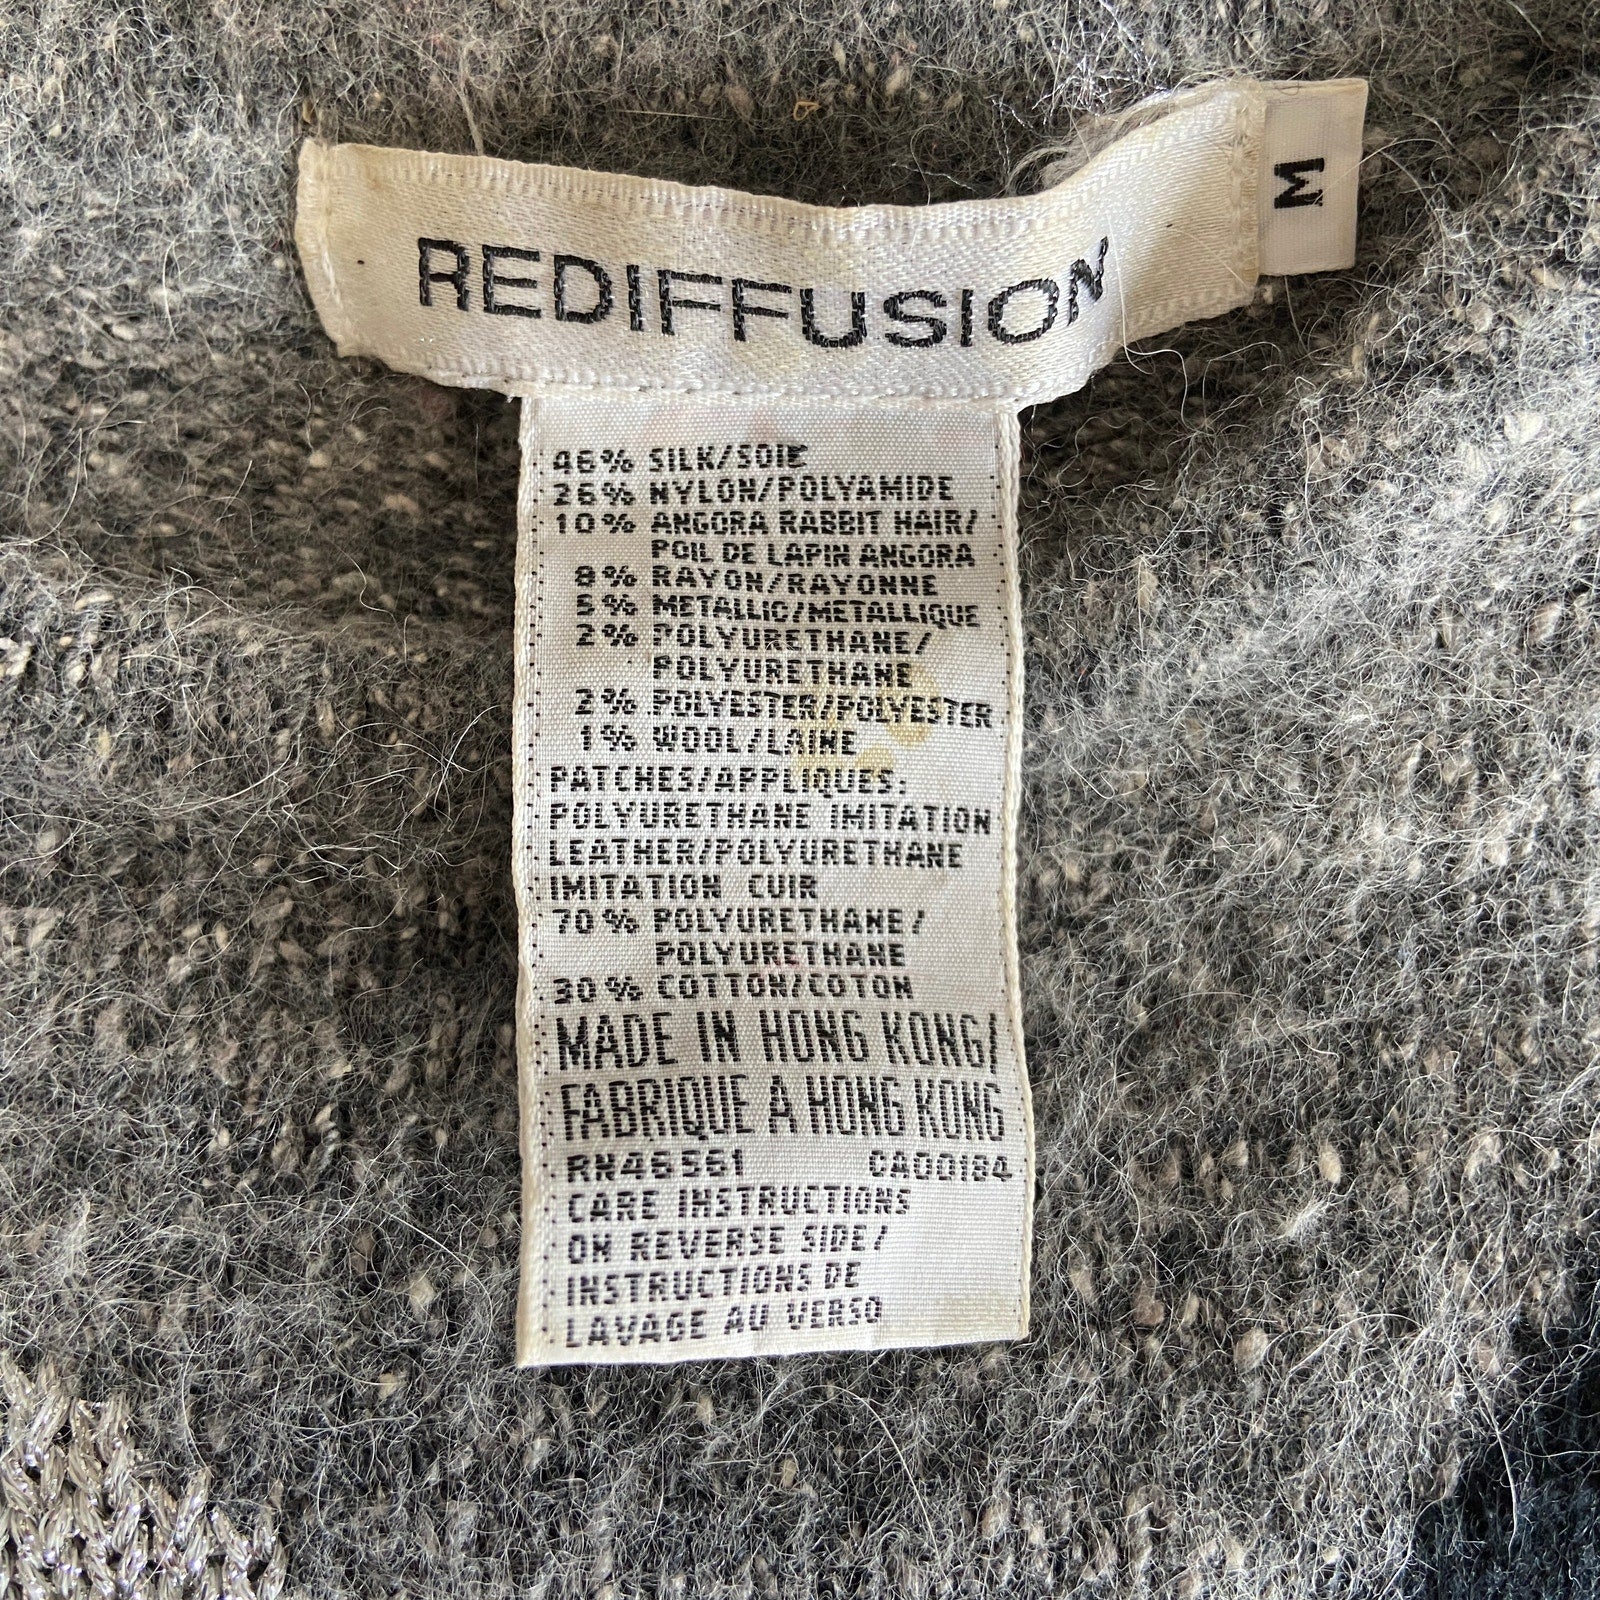 REDIFFUSION
M
46% SILK/SOIE
26% NYLON/POLYAMIDE
10% ANGORA RABBIT HAIR/
POIL DE LAPIN ANGORA
8% RAYON/RAYONNE
5% METALLIC/METALLIQUE
2% POLYURETHANE/
POLYURETHANE
2% POLYESTER/POLYESTER
1% WOOL/LAINE
PATCHES/APPLIQUES:
POLYURETHANE IMITATION
LEATHER/POLYURETHANE
IMITATION CUIR
70% POLYURETHANE/
POLYURETHANE
30% COTTON/COTON
MADE IN HONG KONG/
FABRIQUE A HONG KONG
RN46561 CA00184
CARE INSTRUCTIONS
ON REVERSE SIDE/
INSTRUCTIONS DE
LAVAGE AU VERSO